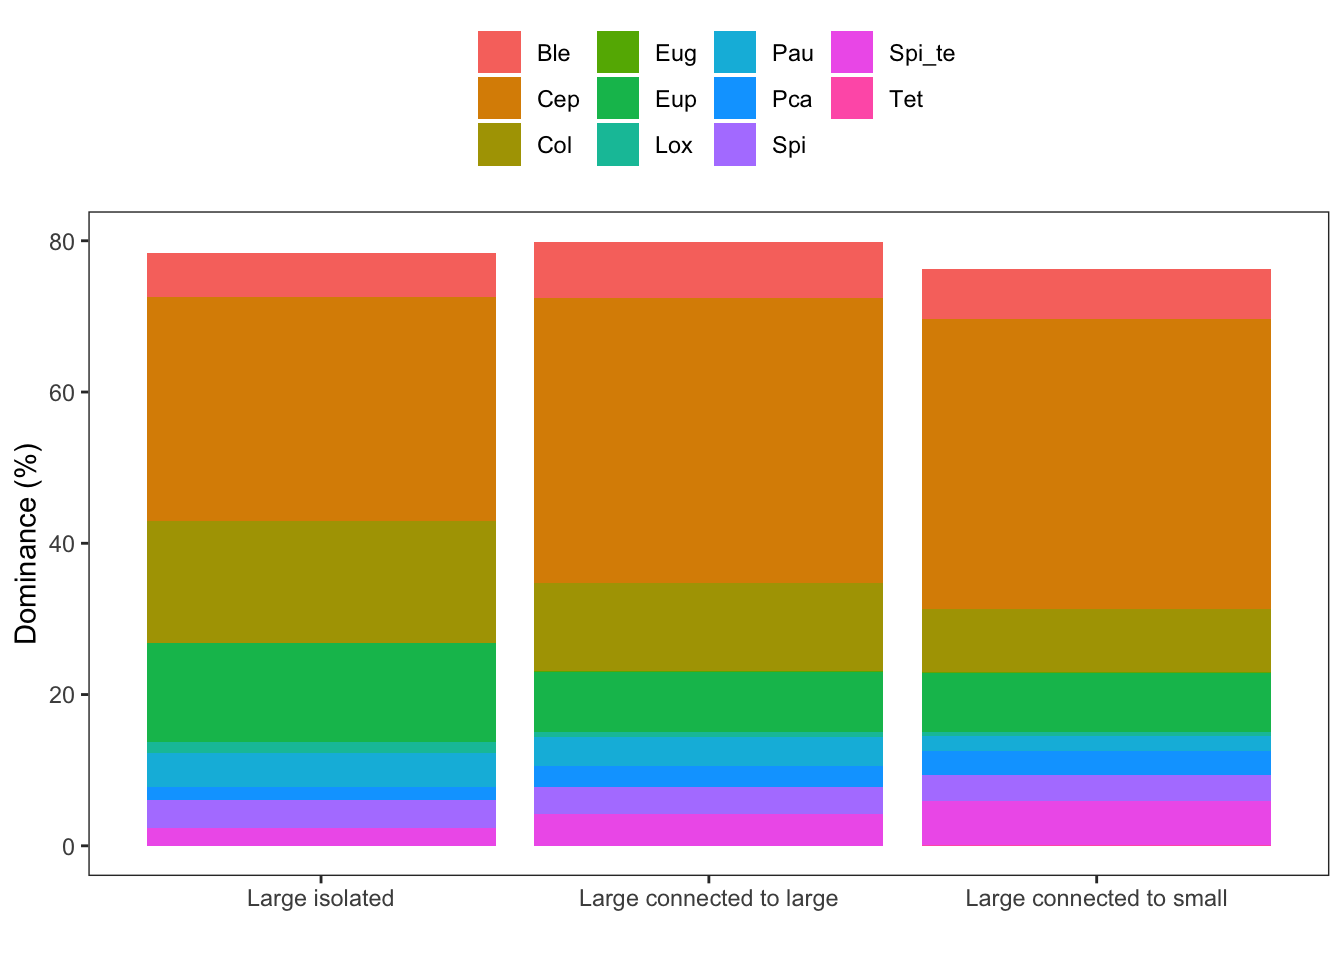 Ble Eug Pau Spi_te
Cep Eup Pca Tet
Col Lox Spi
80
60
40
20
0
Dominance (%)
Large isolated Large connected to large Large connected to small